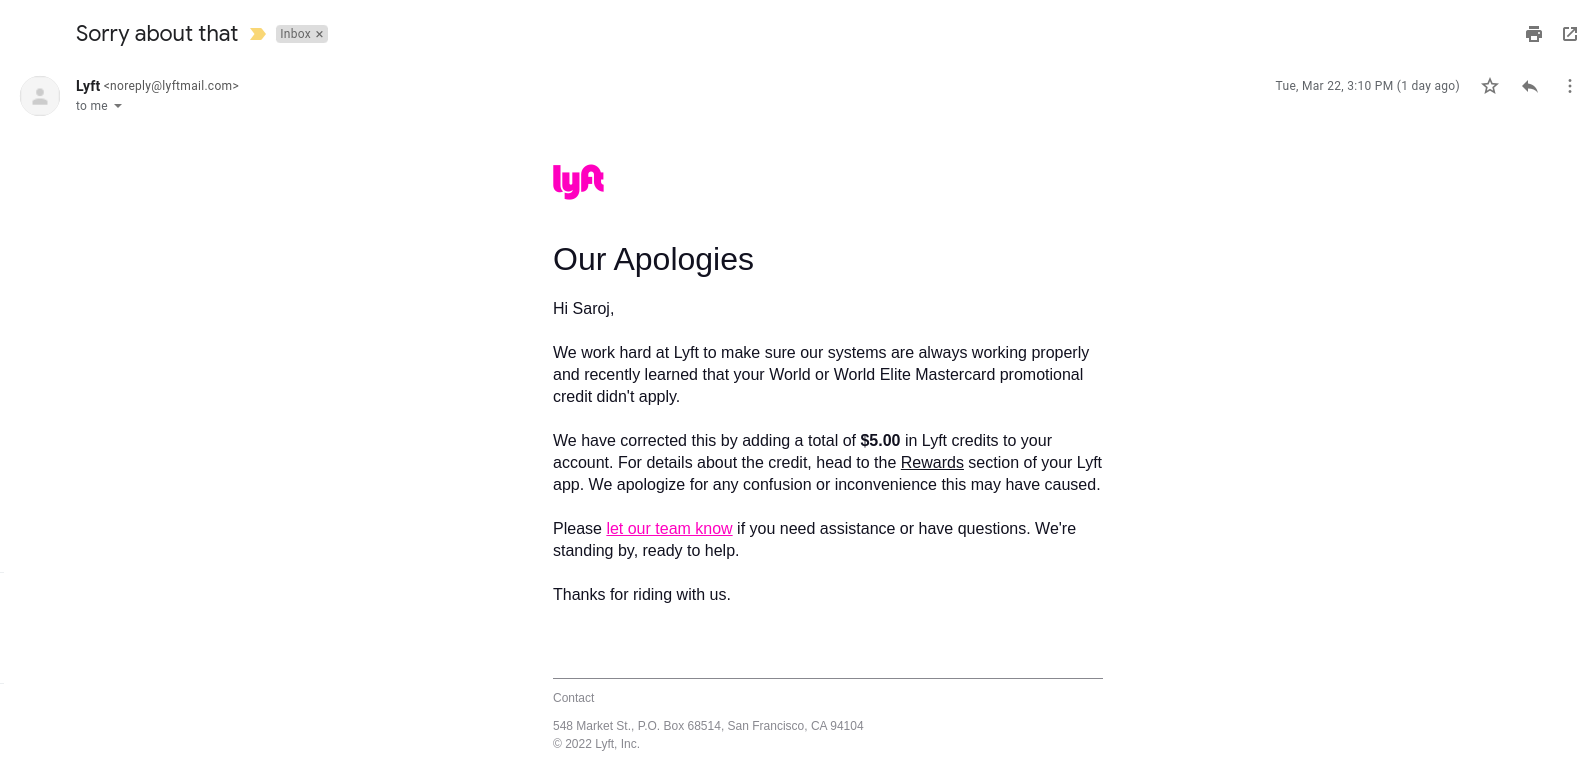 Sorry about that
Inbox ×
Lyft <noreply@lyftmail.com>
Tue, Mar 22, 3:10 PM (1 day ago)
to me
lyft
Our Apologies
Hi Saroj,
We work hard at Lyft to make sure our systems are always working properly
and recently learned that your World or World Elite Mastercard promotional
credit didn't apply.
We have corrected this by adding a total of $5.00 in Lyft credits to your
account. For details about the credit, head to the Rewards section of your Lyft
app. We apologize for any confusion or inconvenience this may have caused.
Please let our team know if you need assistance or have questions. We're
standing by, ready to help.
Thanks for riding with us.
Contact
548 Market St., P.O. Box 68514, San Francisco, CA 94104
© 2022 Lyft, Inc.